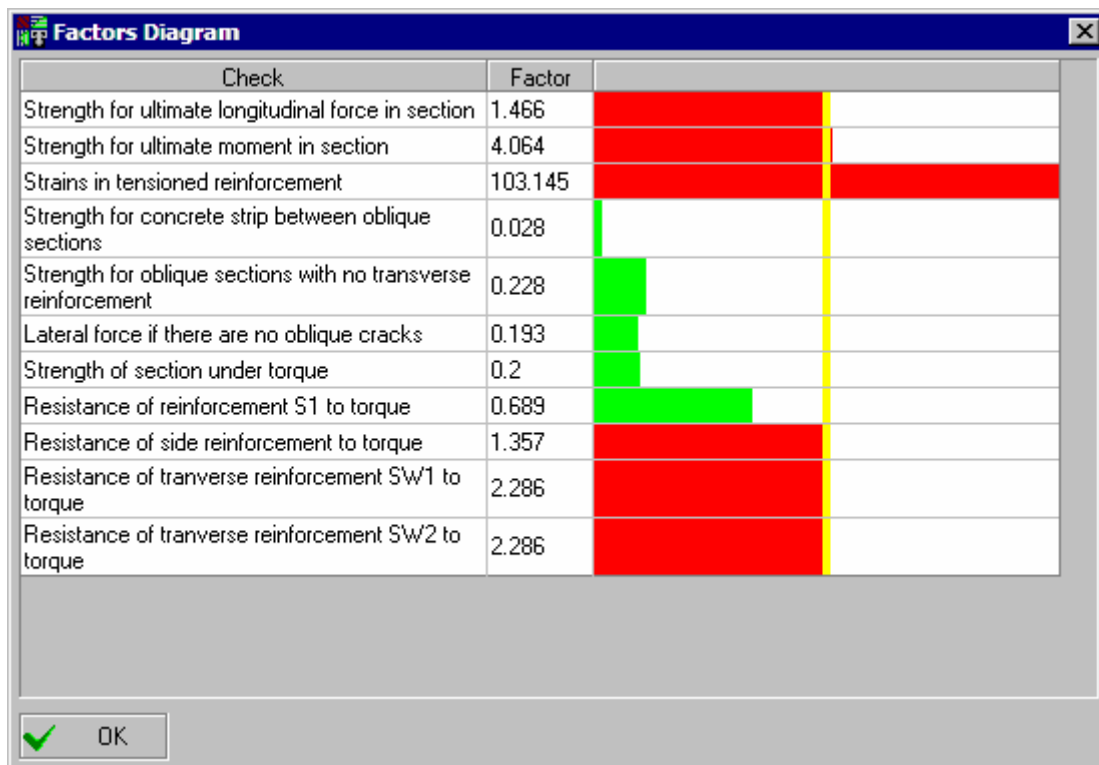 Factors Diagram
Check Factor
Strength for ultimate longitudinal force in section 1.466
Strength for ultimate moment in section 4.064
Strains in tensioned reinforcement 103.145
Strength for concrete strip between oblique
sections 0.028
Strength for oblique sections with no transverse
reinforcement 0.228
Lateral force if there are no oblique cracks 0.193
Strength of section under torque 0.2
Resistance of reinforcement S1 to torque 0.689
Resistance of side reinforcement to torque 1.357
Resistance of tranverse reinforcement SW1 to
torque 2.286
Resistance of tranverse reinforcement SW2 to
torque 2.286
OK